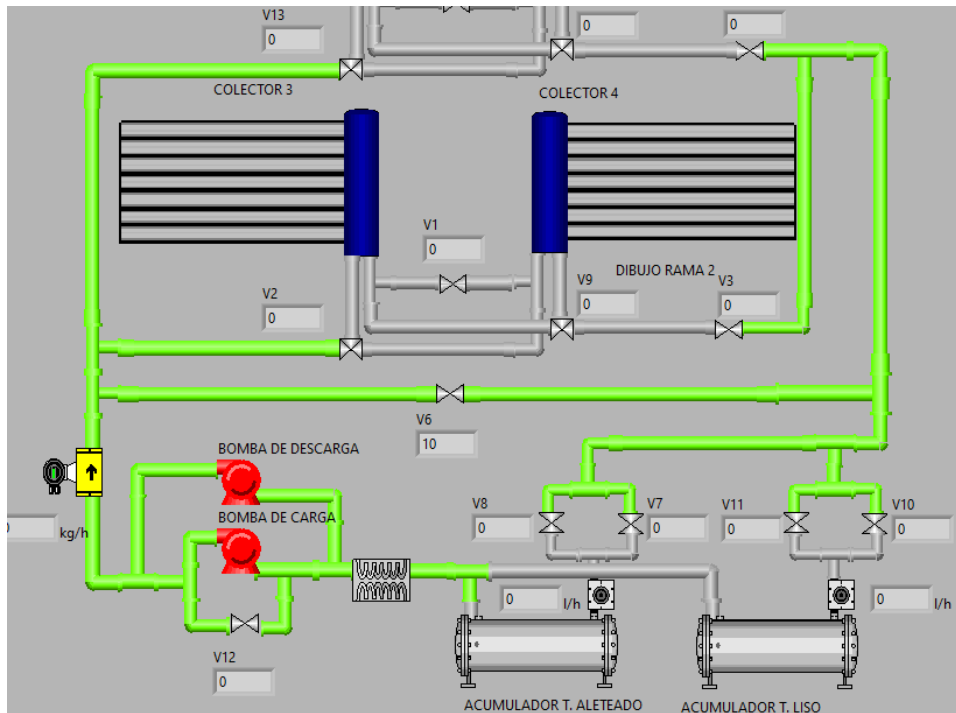 V13
0
0
0
COLECTOR 3
COLECTOR 4
V1
0
DIBUJO RAMA 2
V2
0
V9
0
V3
0
V6
10
BOMBA DE DESCARGA
BOMBA DE CARGA
kg/h
V8
0
V7
0
V11
0
V10
0
0
l/h
0
l/h
V12
0
ACUMULADOR T. ALETEADO
ACUMULADOR T. LISO